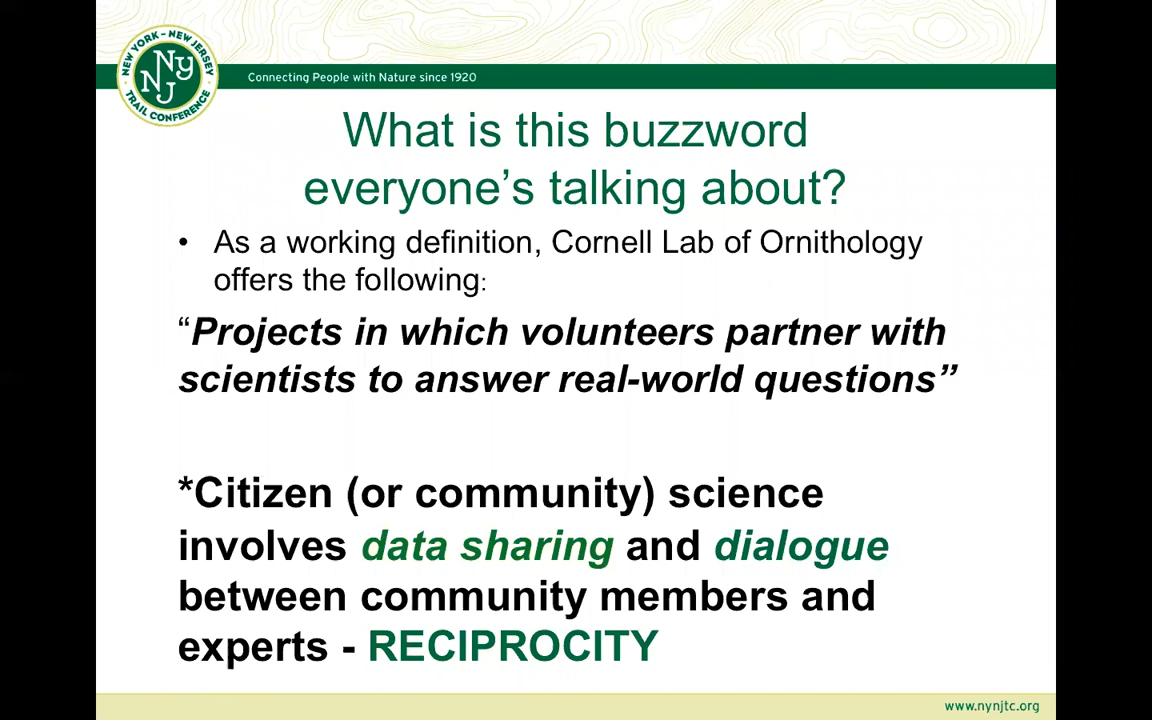 NEW YORK - NEW JERSEY
NY
NJ
TRAIL CONFERENCE
Connecting People with Nature since 1920
What is this buzzword
everyone’s talking about?
• As a working definition, Cornell Lab of Ornithology
offers the following:
“Projects in which volunteers partner with
scientists to answer real-world questions”
*Citizen (or community) science
involves data sharing and dialogue
between community members and
experts - RECIPROCITY
www.nynjtc.org